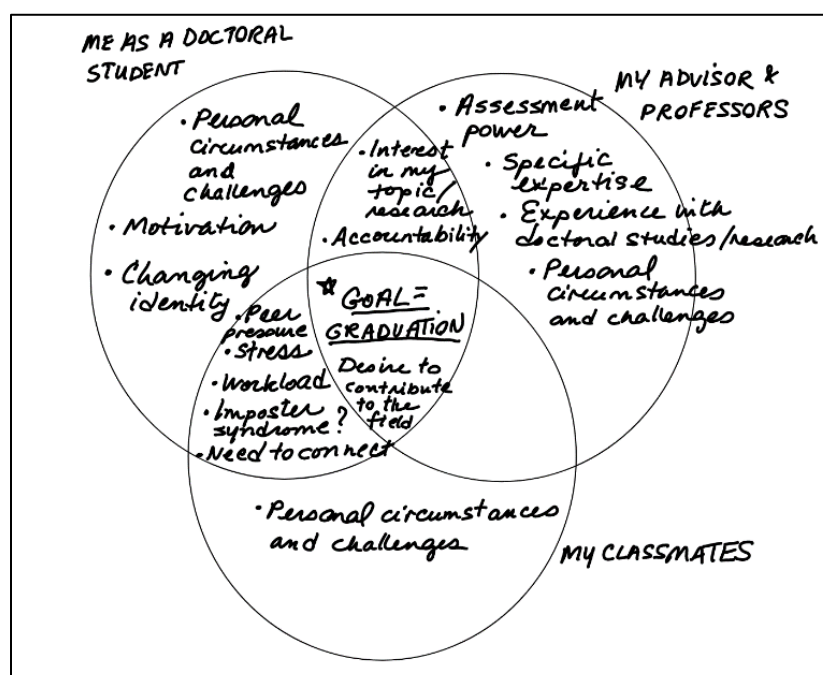 ME AS A DOCTORAL
STUDENT
• Personal
circumstances
and
challenges
• Motivation
• Changing
identity
• Interest
in my
topic/
research
• Accountability
MY ADVISOR &
PROFESSORS
• Assessment
power
• Specific
expertise
• Experience with
doctoral studies/research
• Personal
circumstances
and challenges
• Peer
pressure
• Stress
• Workload
• Imposter
syndrome?
• Need to connect
☆ GOAL=
GRADUATION
Desire to
contribute
to the
field
• Personal circumstances
and challenges
MY CLASSMATES